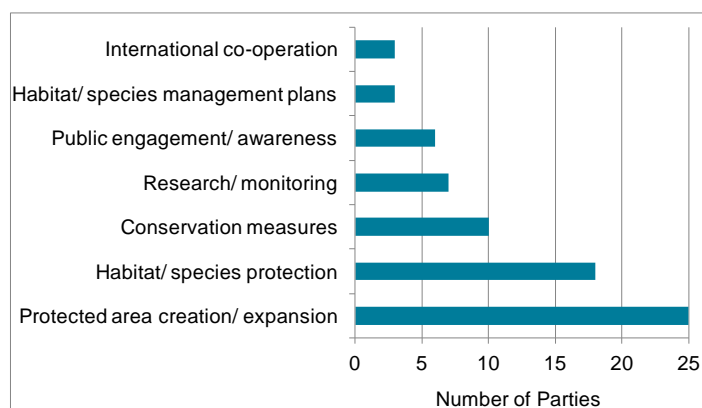 International co-operation
Habitat/ species management plans
Public engagement/ awareness
Research/ monitoring
Conservation measures
Habitat/ species protection
Protected area creation/ expansion
0 5 10 15 20 25
Number of Parties